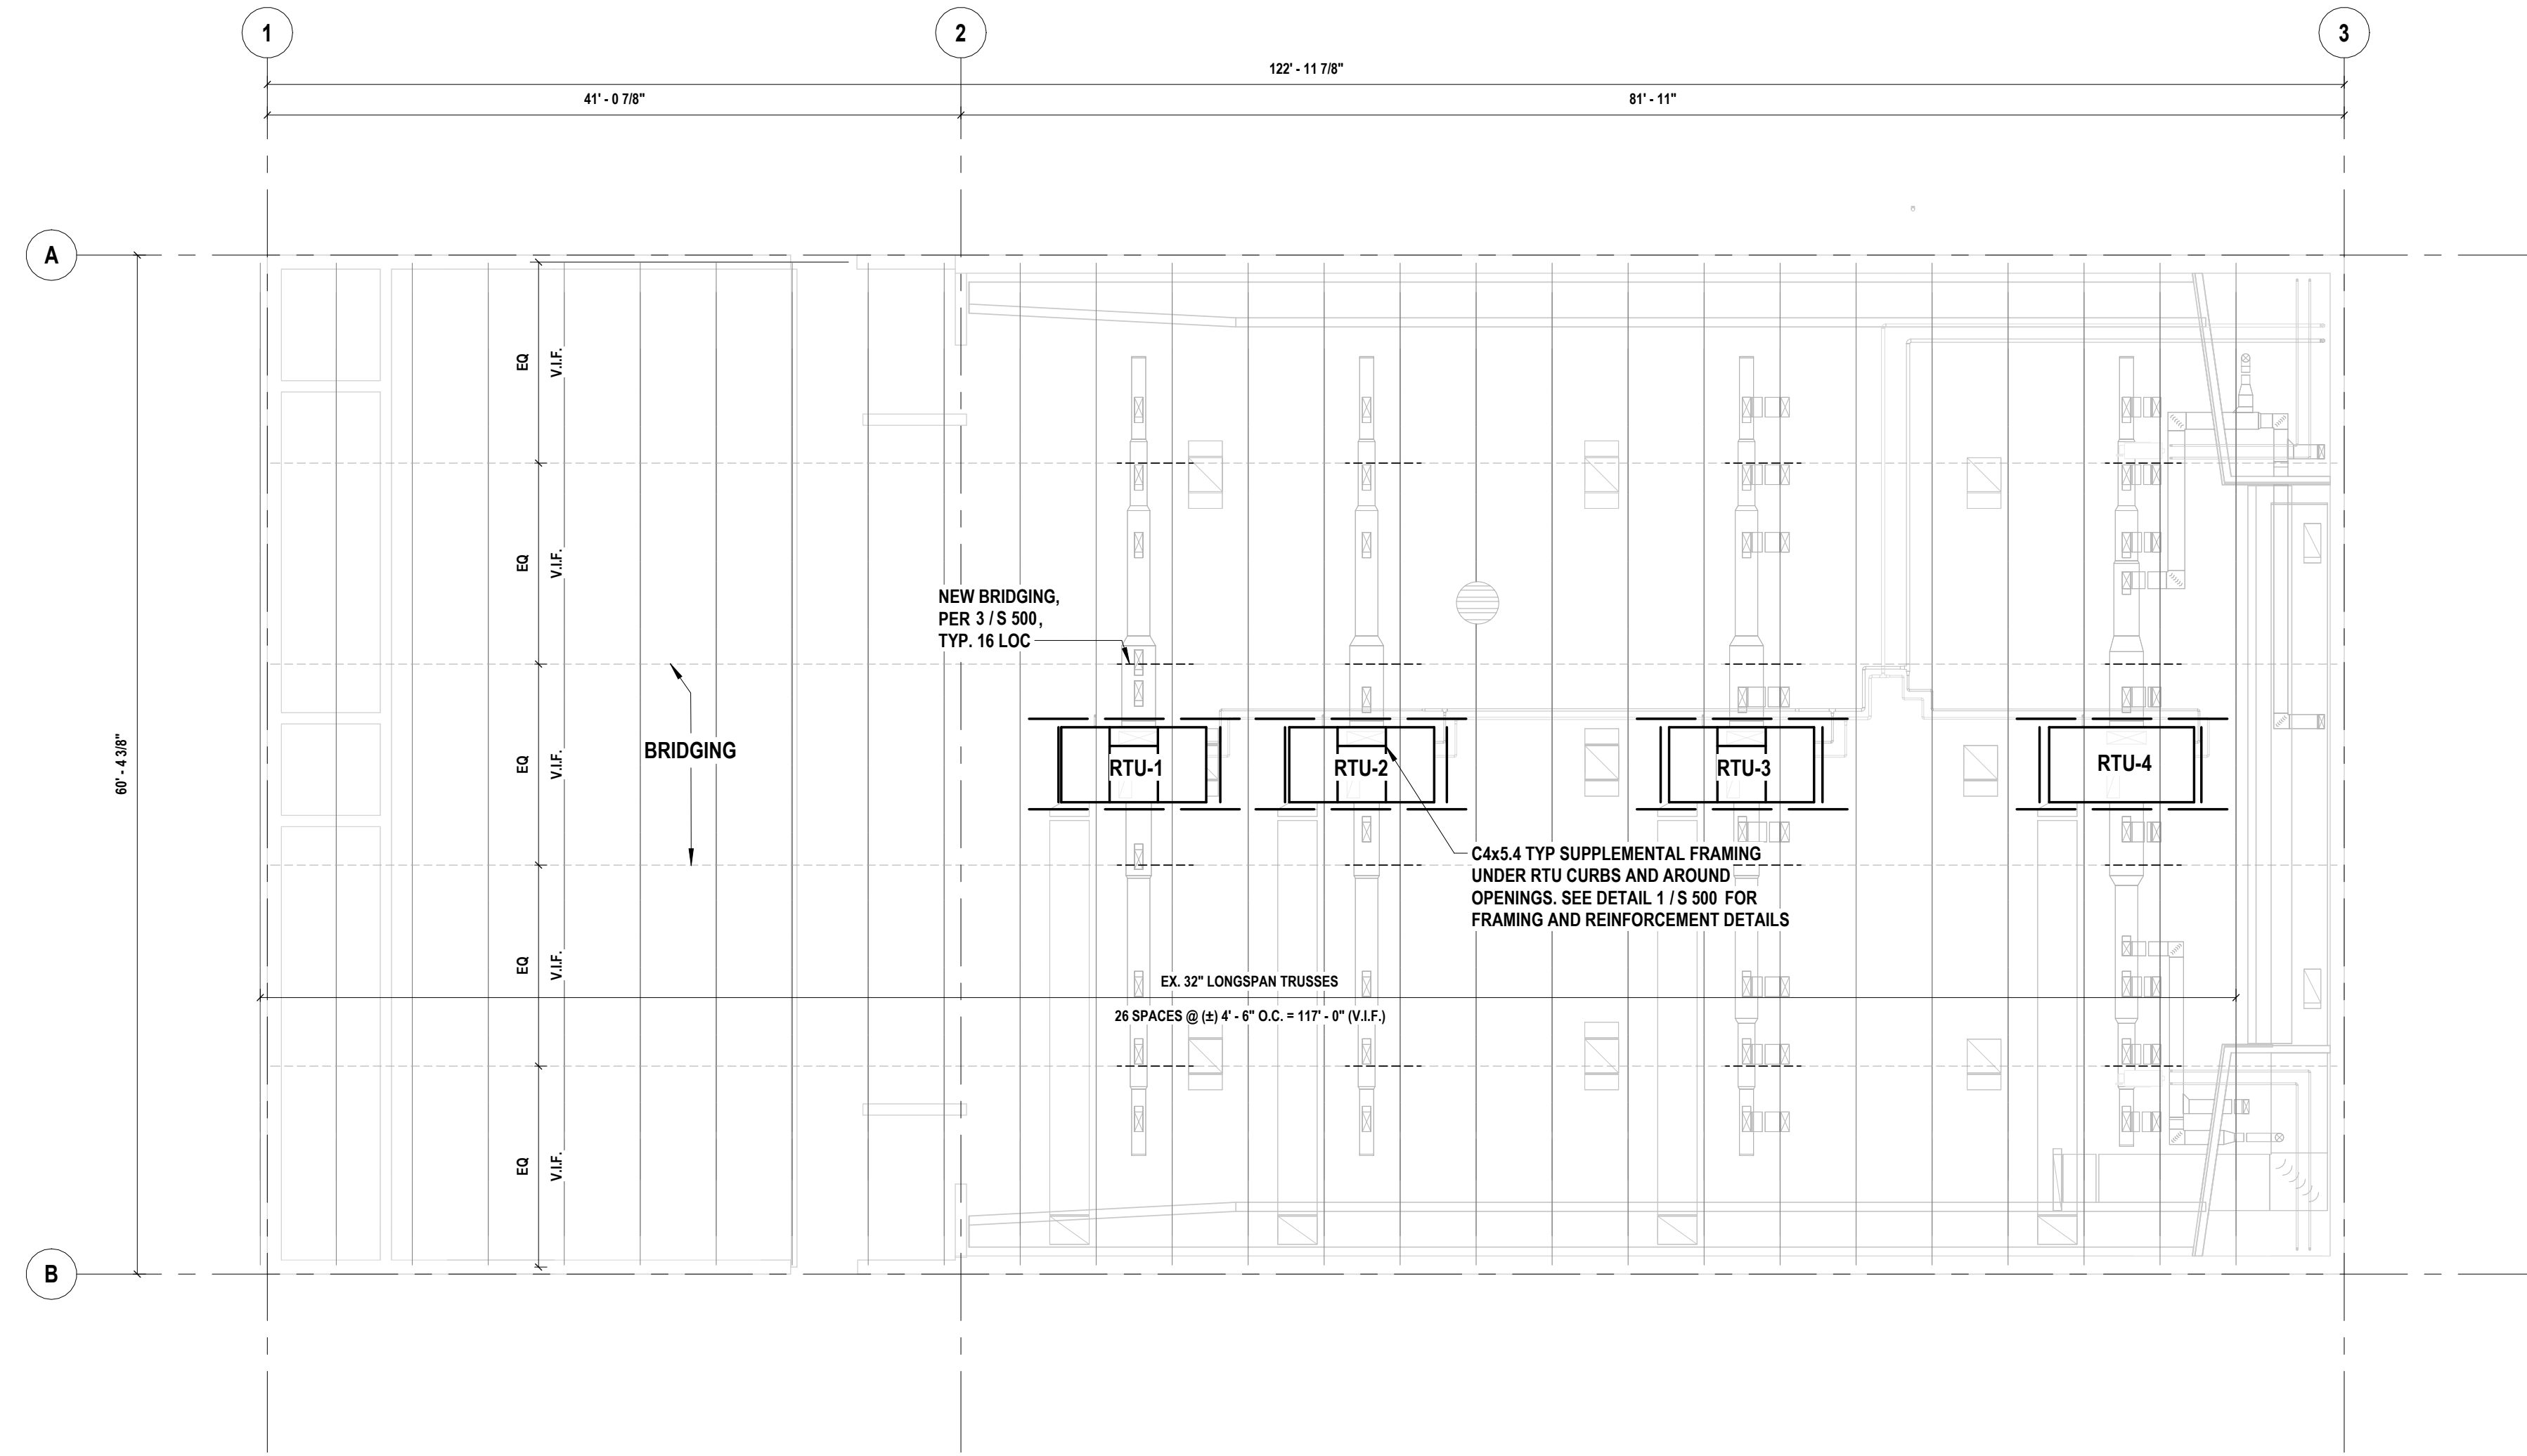 1
2
3
122' - 11 7/8"
41' - 0 7/8"
81' - 11"
A
EQ
V.I.F.
EQ
V.I.F.
NEW BRIDGING,
PER 3 / S 500,
TYP. 16 LOC
60' - 4 3/8"
BRIDGING
EQ
V.I.F.
RTU-1
RTU-2
RTU-3
RTU-4
C4x5.4 TYP SUPPLEMENTAL FRAMING
UNDER RTU CURBS AND AROUND
OPENINGS. SEE DETAIL 1 / S 500 FOR
FRAMING AND REINFORCEMENT DETAILS
EQ
V.I.F.
EX. 32" LONGSPAN TRUSSES
26 SPACES @ (±) 4' - 6" O.C. = 117' - 0" (V.I.F.)
EQ
V.I.F.
B